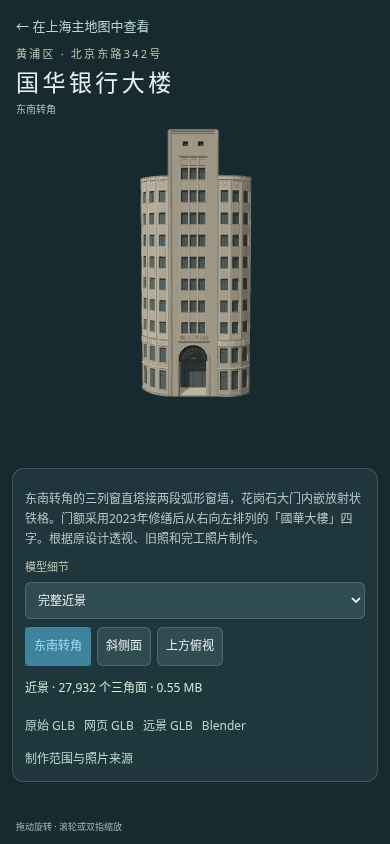 ← 在上海主地图中查看
黄浦区 · 北京东路342号
国华银行大楼
东南转角
东南转角的三列窗直塔接两段弧形窗墙，花岗石大门内嵌放射状
铁格。门额采用2023年修缮后从右向左排列的「國華大樓」四
字。根据原设计透视、旧照和完工照片制作。
模型细节
完整近景
东南转角 斜侧面 上方俯视
近景 · 27,932 个三角面 · 0.55 MB
原始 GLB 网页 GLB 远景 GLB Blender
制作范围与照片来源
拖动旋转 · 滚轮或双指缩放